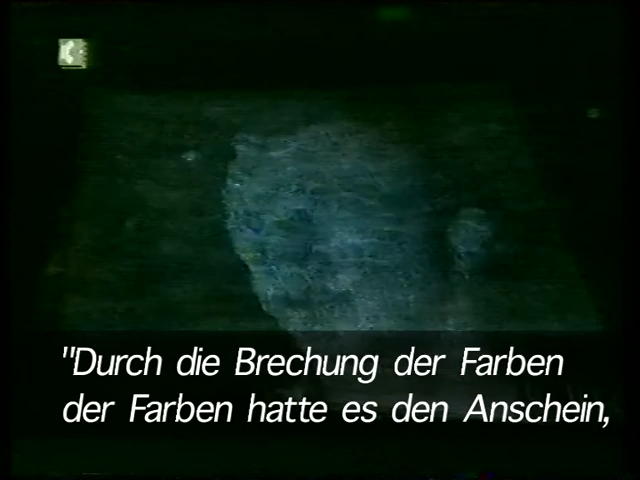 "Durch die Brechung der Farben
der Farben hatte es den Anschein,